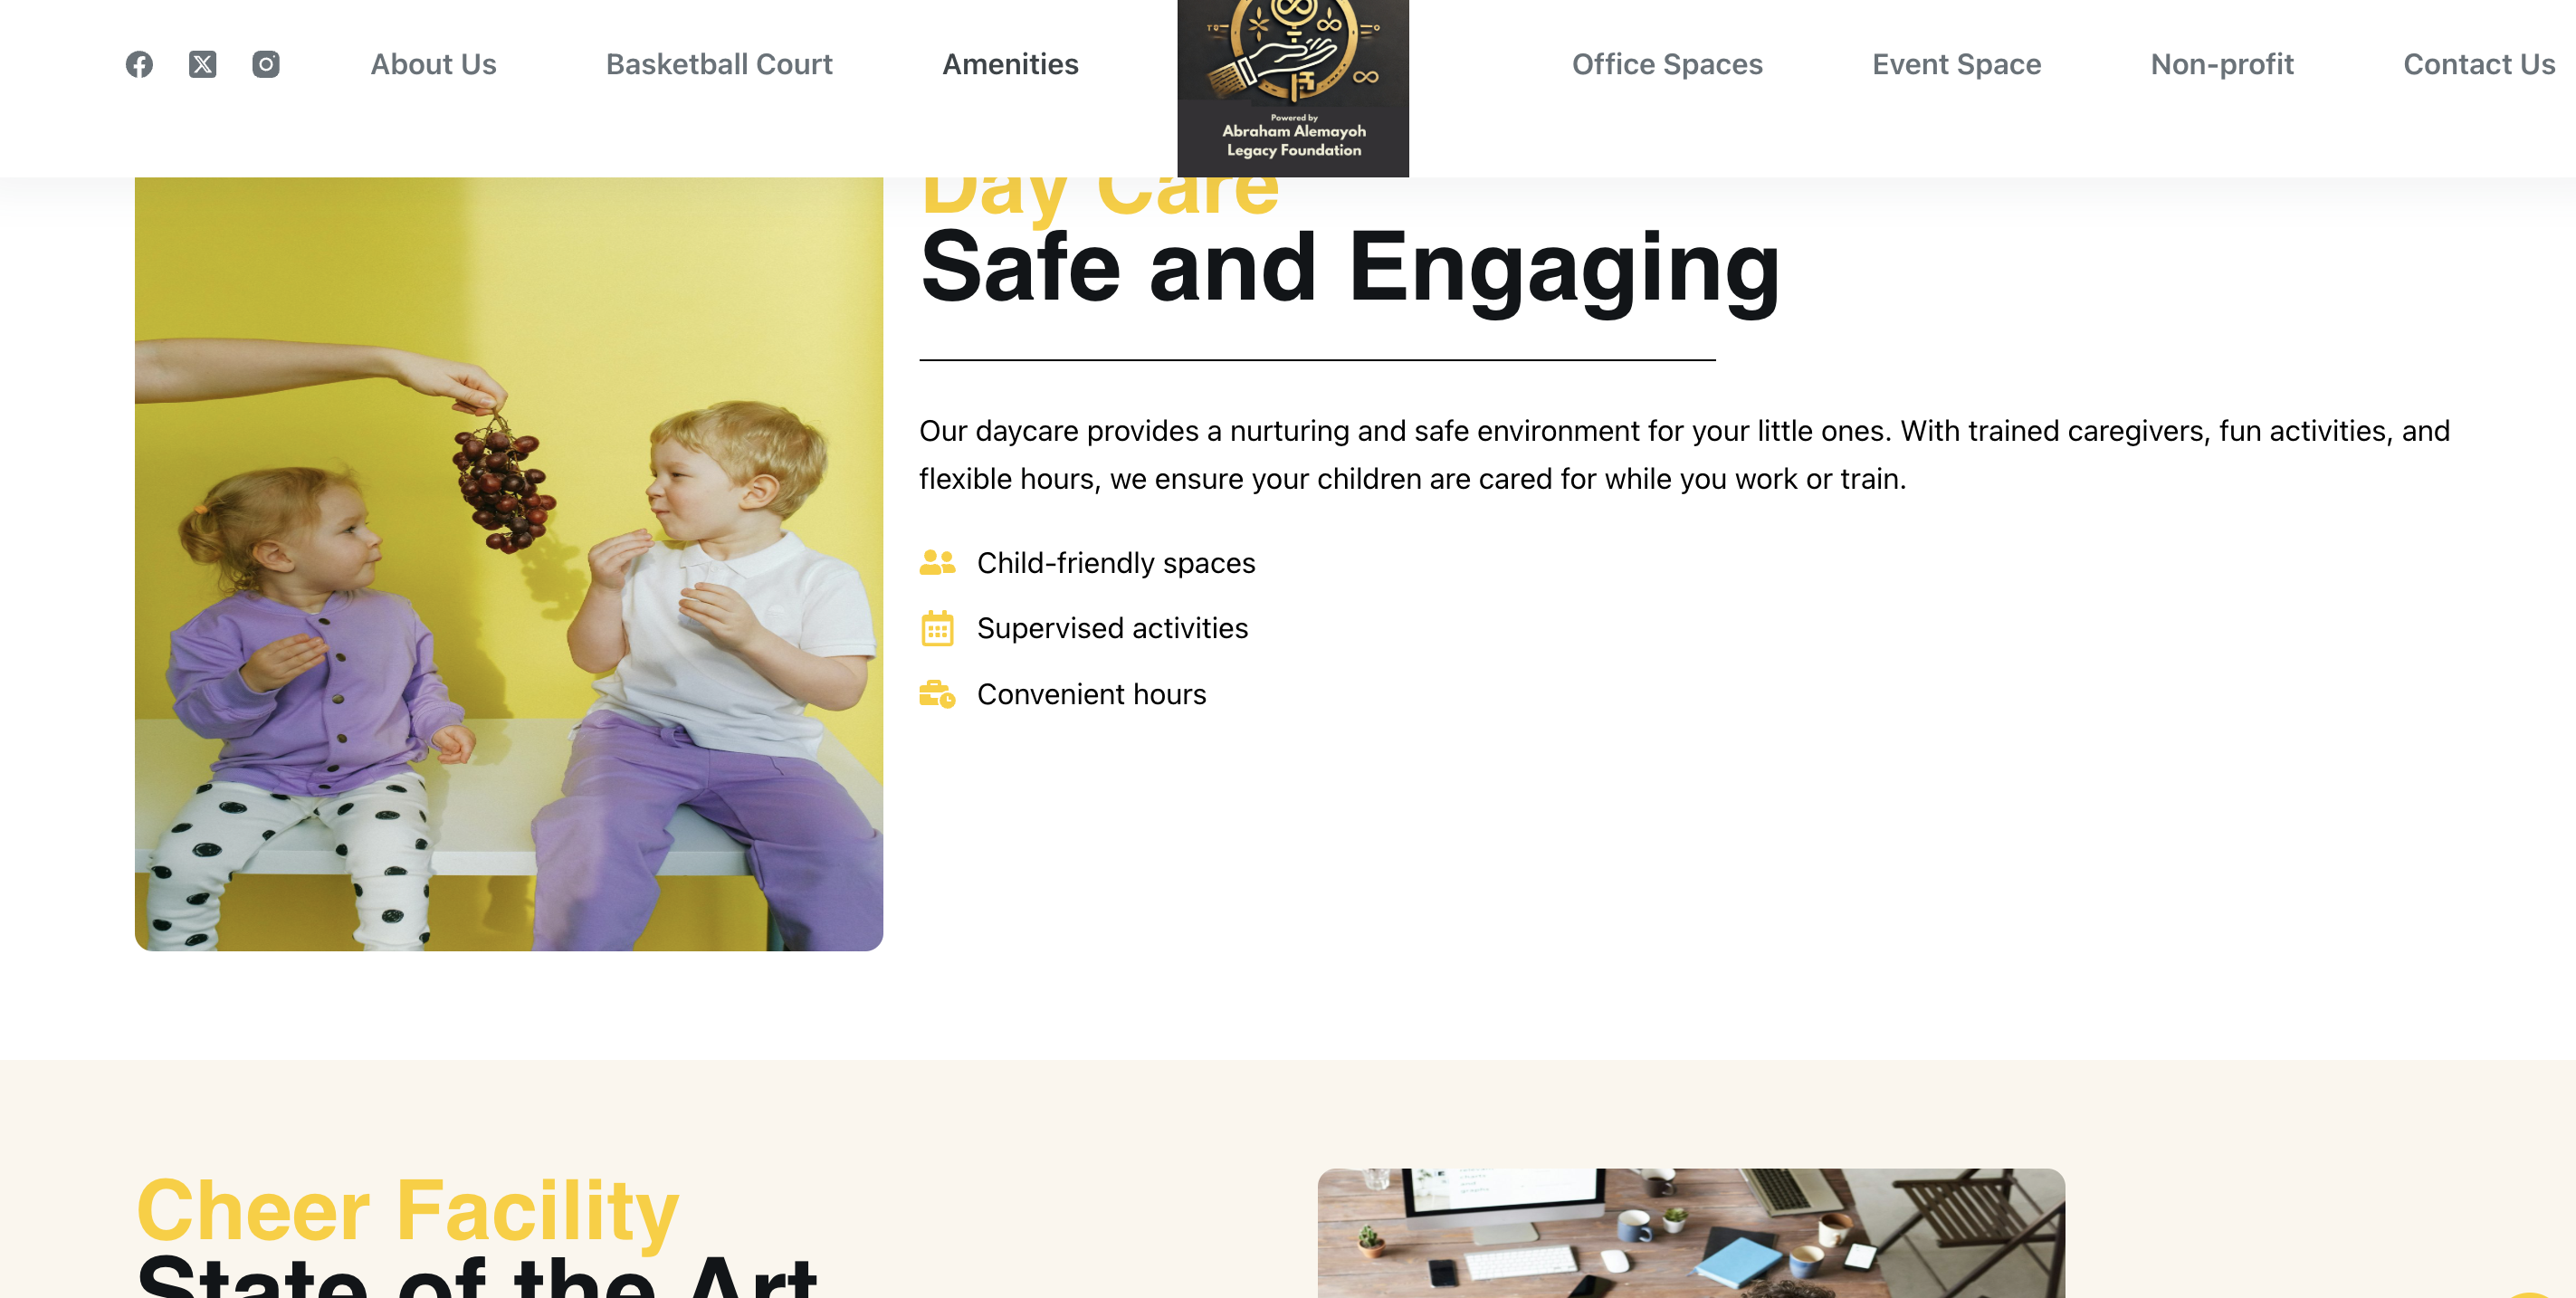 About Us
Basketball Court
Amenities
Powered by
Abraham Alemayoh
Legacy Foundation
Office Spaces
Event Space
Non-profit
Contact Us
Day Care
Safe and Engaging
Our daycare provides a nurturing and safe environment for your little ones. With trained caregivers, fun activities, and
flexible hours, we ensure your children are cared for while you work or train.
Child-friendly spaces
Supervised activities
Convenient hours
Cheer Facility
State of the Art